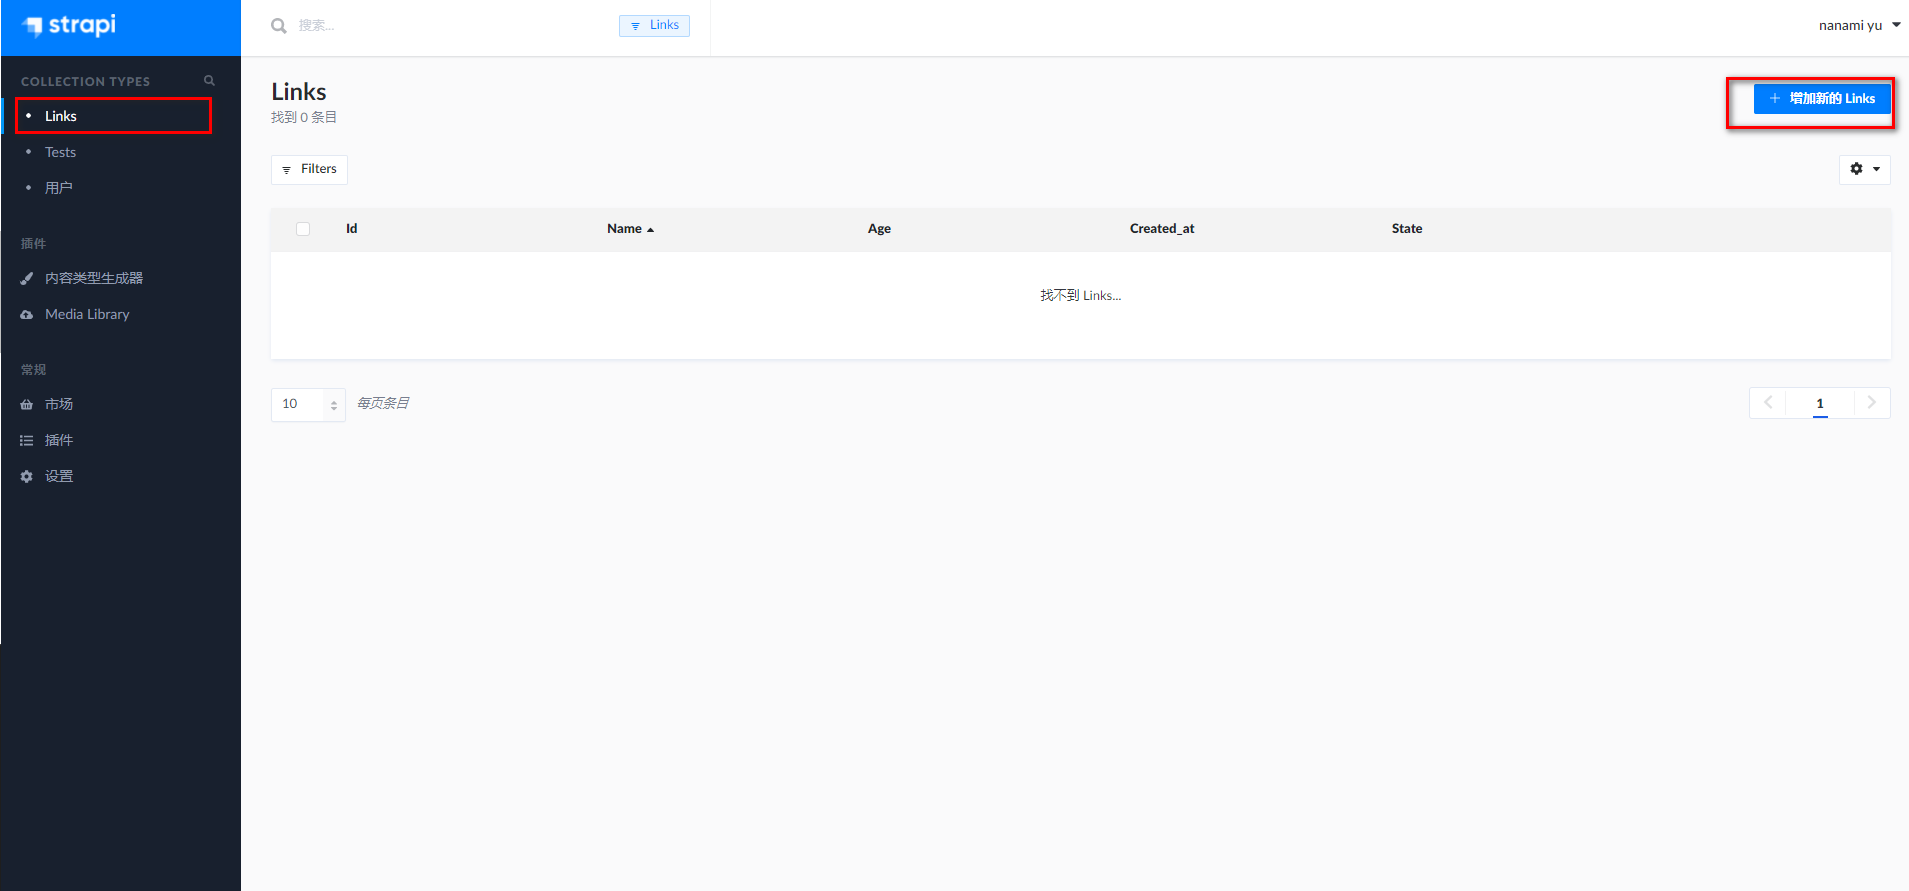 strapi
搜索...
Links
nanami yu
COLLECTION TYPES
Links
Tests
用户
插件
内容类型生成器
Media Library
常规
市场
插件
设置
Links
找到 0 条目
增加新的 Links
Filters
Id Name Age Created_at State
找不到 Links...
10 每页条目
1